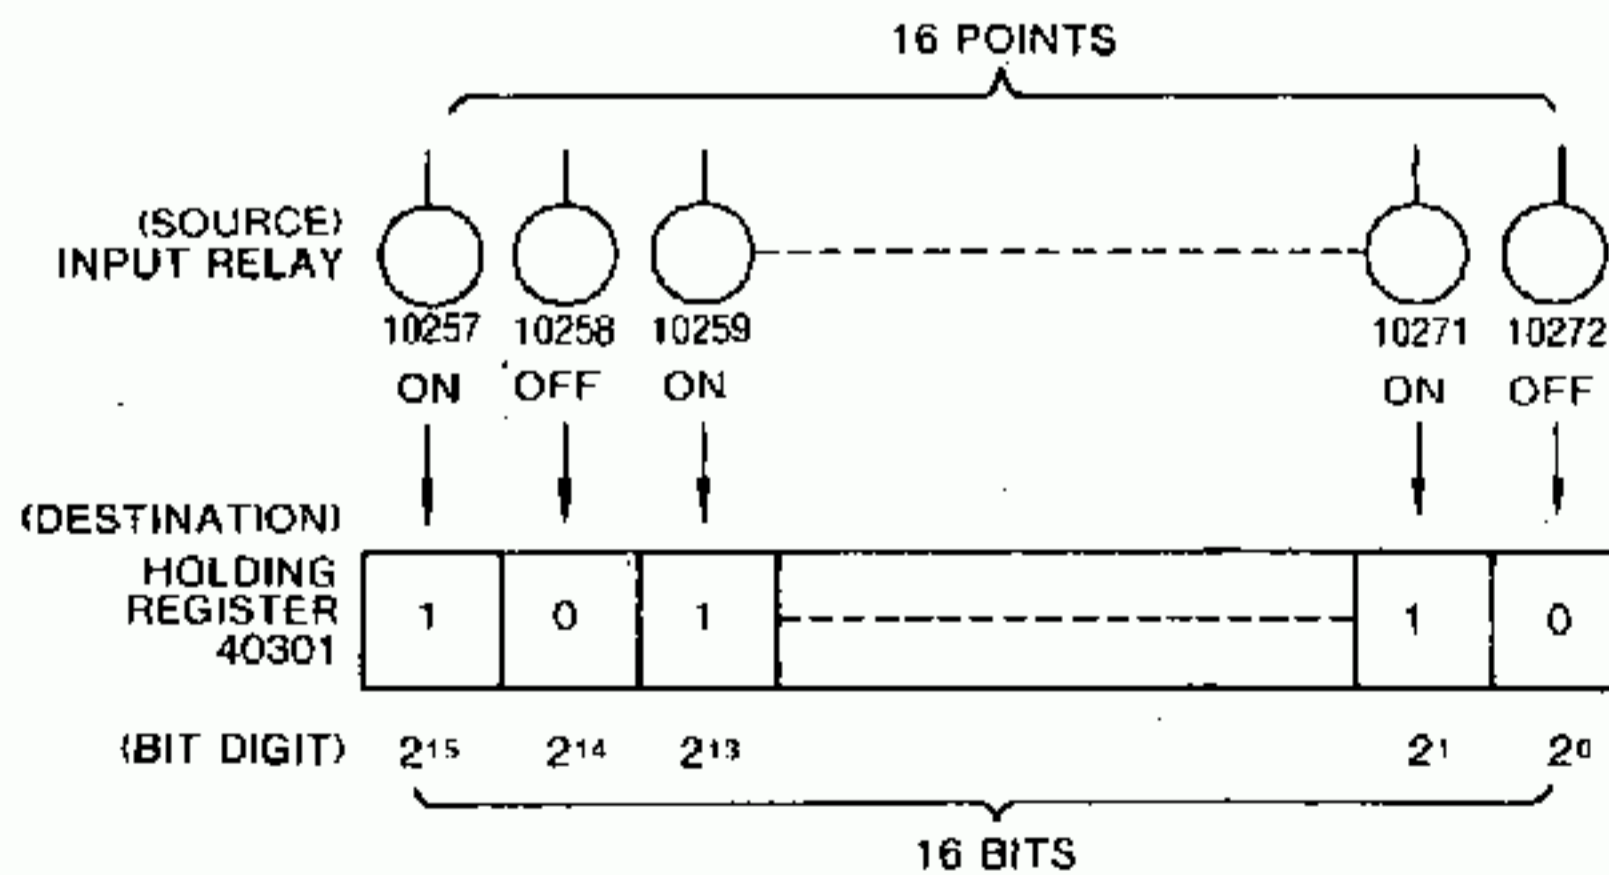 16 POINTS
(SOURCE)
INPUT RELAY
10257 10258 10259 10271 10272
ON OFF ON ON OFF
(DESTINATION)
HOLDING
REGISTER
40301
1 0 1 1 0
(BIT DIGIT) 2¹⁵ 2¹⁴ 2¹³ 2¹ 2⁰
16 BITS